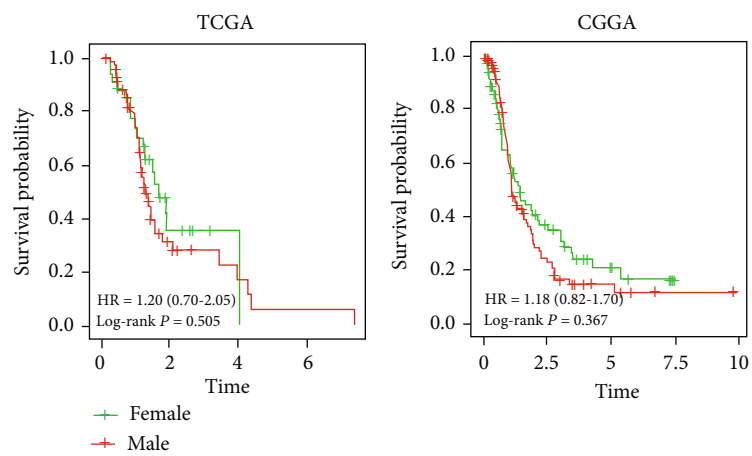 TCGA
Survival probability
1.0
0.8
0.6
0.4
0.2
0.0
HR = 1.20 (0.70-2.05)
Log-rank P = 0.505
0
2
4
6
Time
CGGA
Survival probability
1.0
0.8
0.6
0.4
0.2
0.0
HR = 1.18 (0.82-1.70)
Log-rank P = 0.367
0
2.5
5
7.5
10
Time
Female
Male